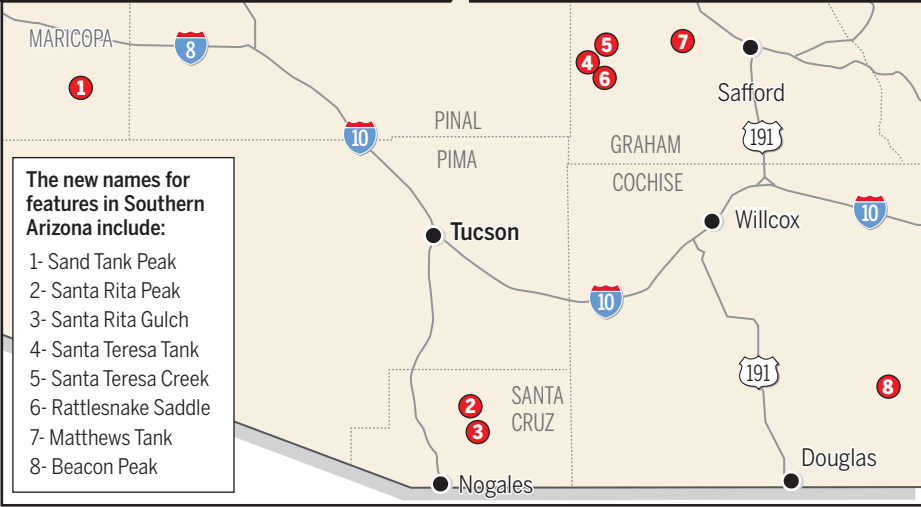 MARICOPA
8
1
5
4
6
7
Safford
PINAL
10
191
PIMA
GRAHAM
COCHISE
The new names for
features in Southern
Arizona include:
1- Sand Tank Peak
2- Santa Rita Peak
3- Santa Rita Gulch
4- Santa Teresa Tank
5- Santa Teresa Creek
6- Rattlesnake Saddle
7- Matthews Tank
8- Beacon Peak
Tucson
Willcox
10
10
191
8
SANTA
CRUZ
2
3
Nogales
Douglas